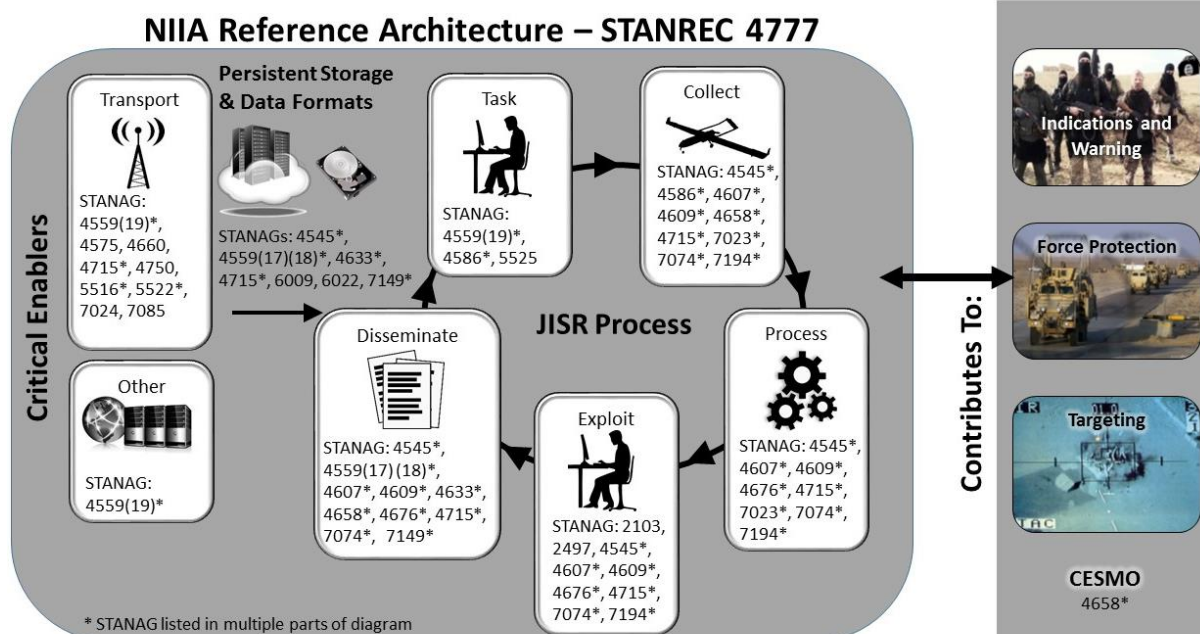 NIIA Reference Architecture – STANREC 4777
Critical Enablers
Transport
STANAG:
4559(19)*,
4575, 4660,
4715*, 4750,
5516*, 5522*,
7024, 7085
Persistent Storage
& Data Formats
STANAGs: 4545*,
4559(17)(18)*, 4633*,
4715*, 6009, 6022, 7149*
Other
STANAG:
4559(19)*
Task
STANAG:
4559(19)*,
4586*, 5525
Collect
STANAG: 4545*,
4586*, 4607*,
4609*, 4658*,
4715*, 7023*,
7074*, 7194*
JISR Process
Process
STANAG: 4545*,
4607*, 4609*,
4676*, 4715*,
7023*, 7074*,
7194*
Exploit
STANAG: 2103,
2497, 4545*,
4607*, 4609*,
4676*, 4715*,
7074*, 7194*
Disseminate
STANAG: 4545*,
4559(17)(18)*,
4607*, 4609*, 4633*,
4658*, 4676*, 4715*,
7074*, 7149*
* STANAG listed in multiple parts of diagram
Contributes To:
Indications and
Warning
Force Protection
Targeting
CESMO
4658*